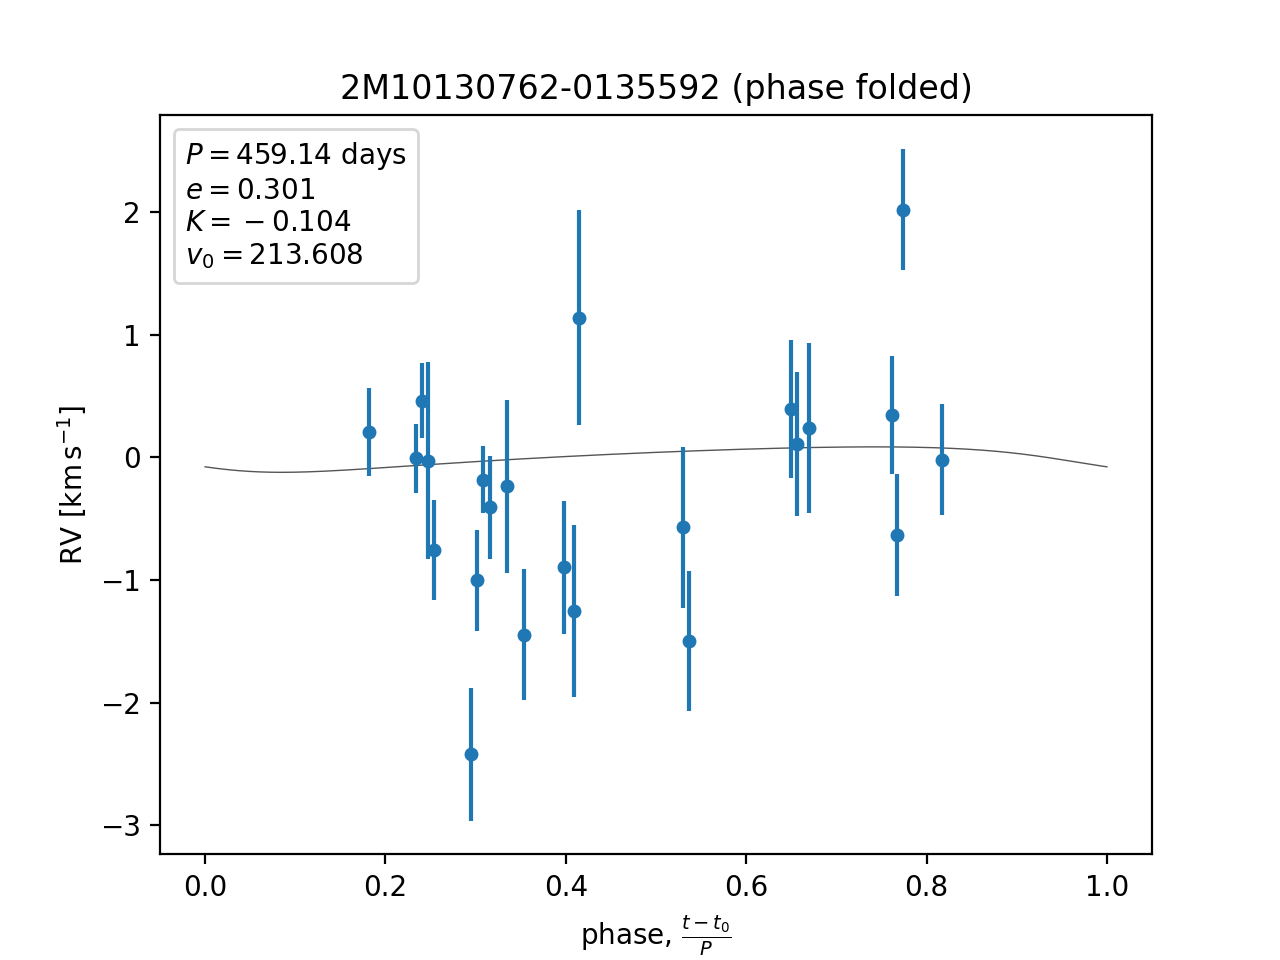 2M10130762-0135592 (phase folded)
P = 459.14 days
e = 0.301
K = −0.104
v₀ = 213.608
RV [km s⁻¹]
2
1
0
−1
−2
−3
0.0 0.2 0.4 0.6 0.8 1.0
phase, (t − t₀)/P